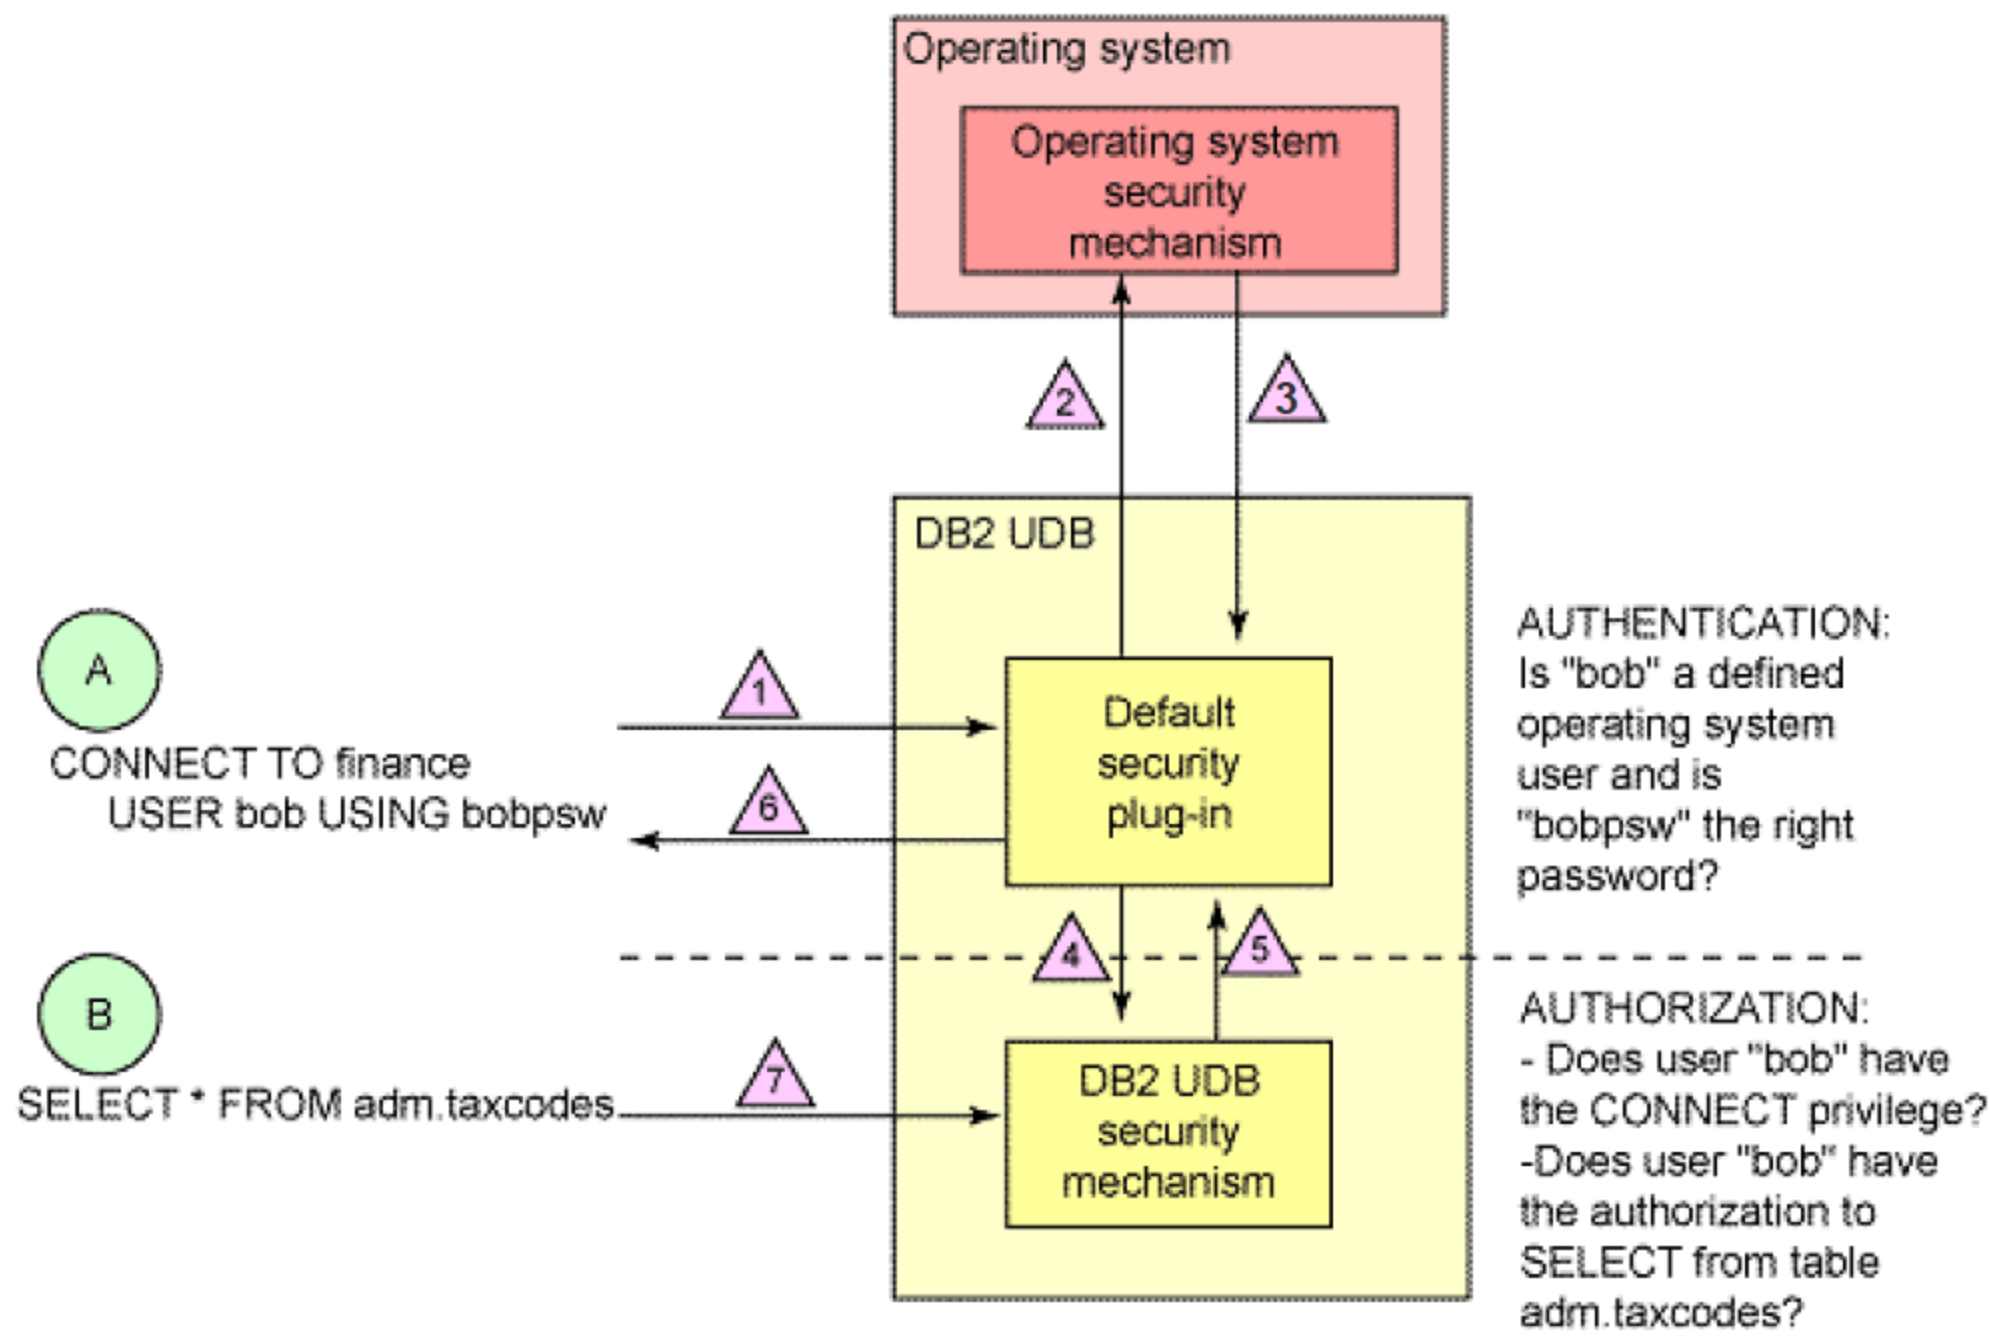 Operating system
Operating system
security
mechanism
2
3
DB2 UDB
A
CONNECT TO finance
USER bob USING bobpsw
1
6
Default
security
plug-in
AUTHENTICATION:
Is "bob" a defined
operating system
user and is
"bobpsw" the right
password?
4
5
B
SELECT * FROM adm.taxcodes
7
DB2 UDB
security
mechanism
AUTHORIZATION:
- Does user "bob" have
the CONNECT privilege?
-Does user "bob" have
the authorization to
SELECT from table
adm.taxcodes?